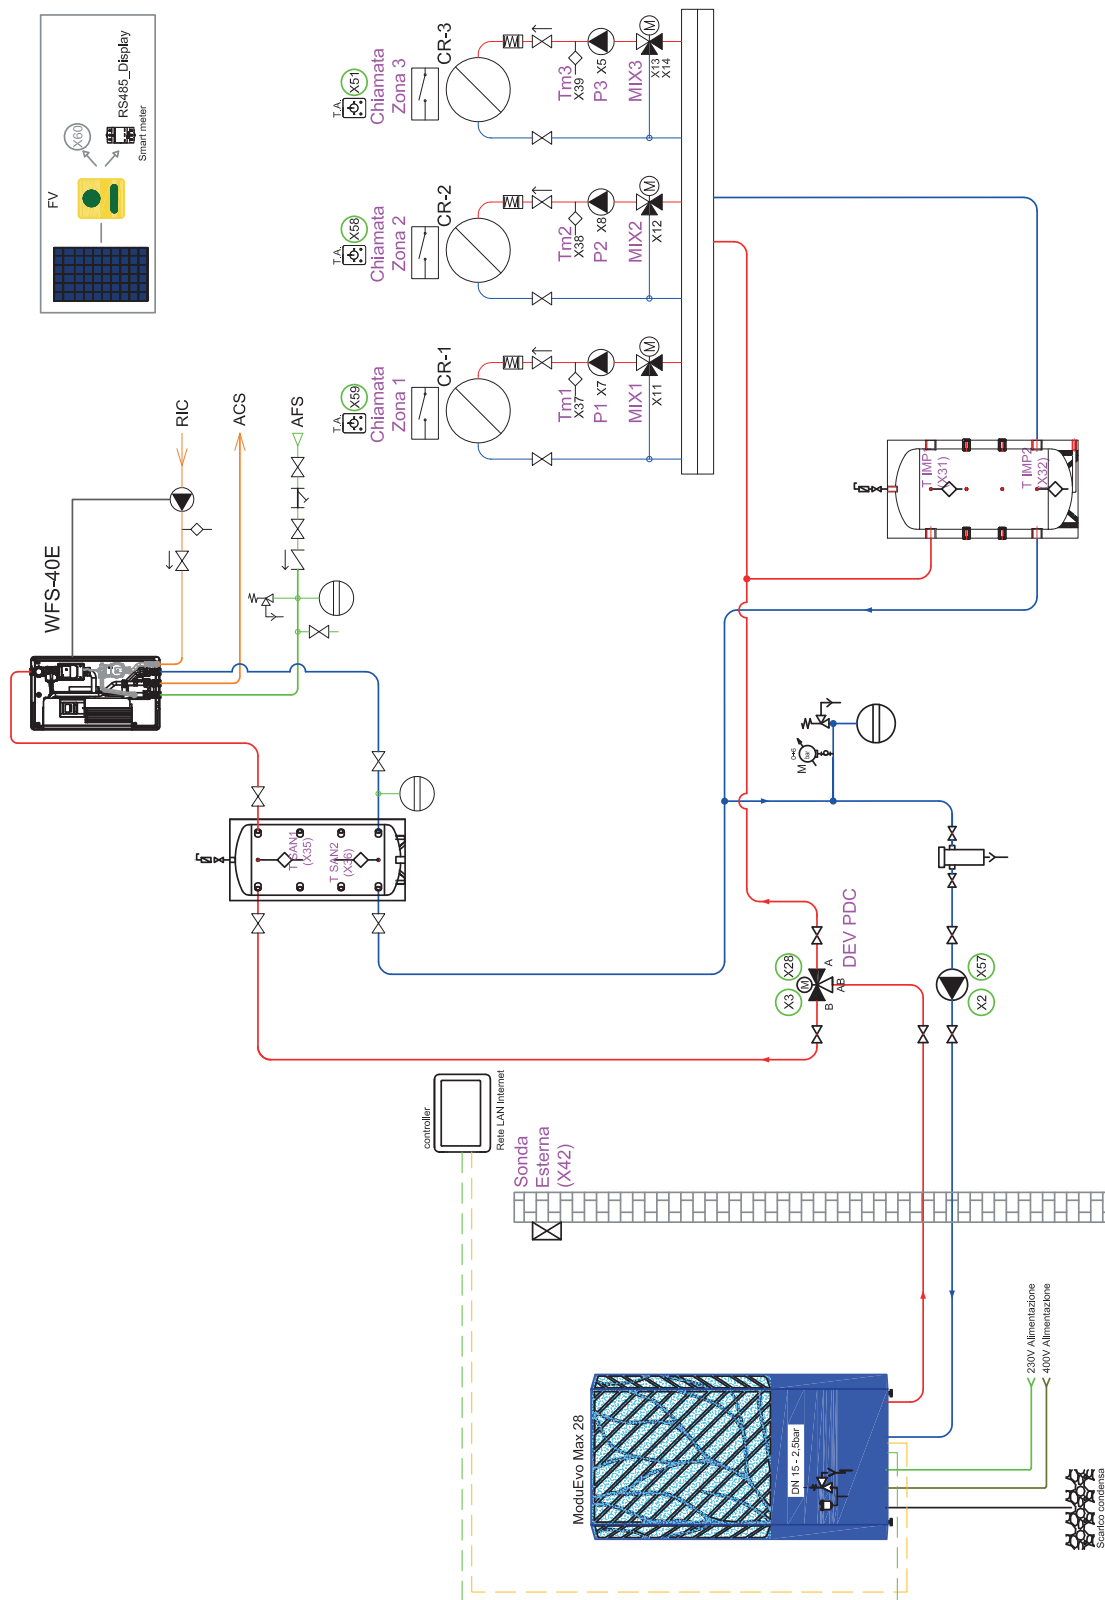 FV
X60
RS485_Display
Smart meter
T.A.
X51
Chiamata
Zona 3
CR-3
Tm3
X39
P3
X5
MIX3
X13
X14
M
T.A.
X58
Chiamata
Zona 2
CR-2
Tm2
X38
P2
X8
MIX2
X12
M
T.A.
X59
Chiamata
Zona 1
CR-1
Tm1
X37
P1
X7
MIX1
X11
M
WFS-40E
RIC
ACS
AFS
T IMP
(X31)
T IMP2
(X32)
T SAN1
(X35)
T SAN2
(X36)
M
0÷6
bar
DEV PDC
X28
X3
M
A
AB
B
X57
X2
controller
Rete LAN Internet
Sonda
Esterna
(X42)
ModuEvo Max 28
DN 15 - 2,5bar
230V Alimentazione
400V Alimentazione
Scarico condensa